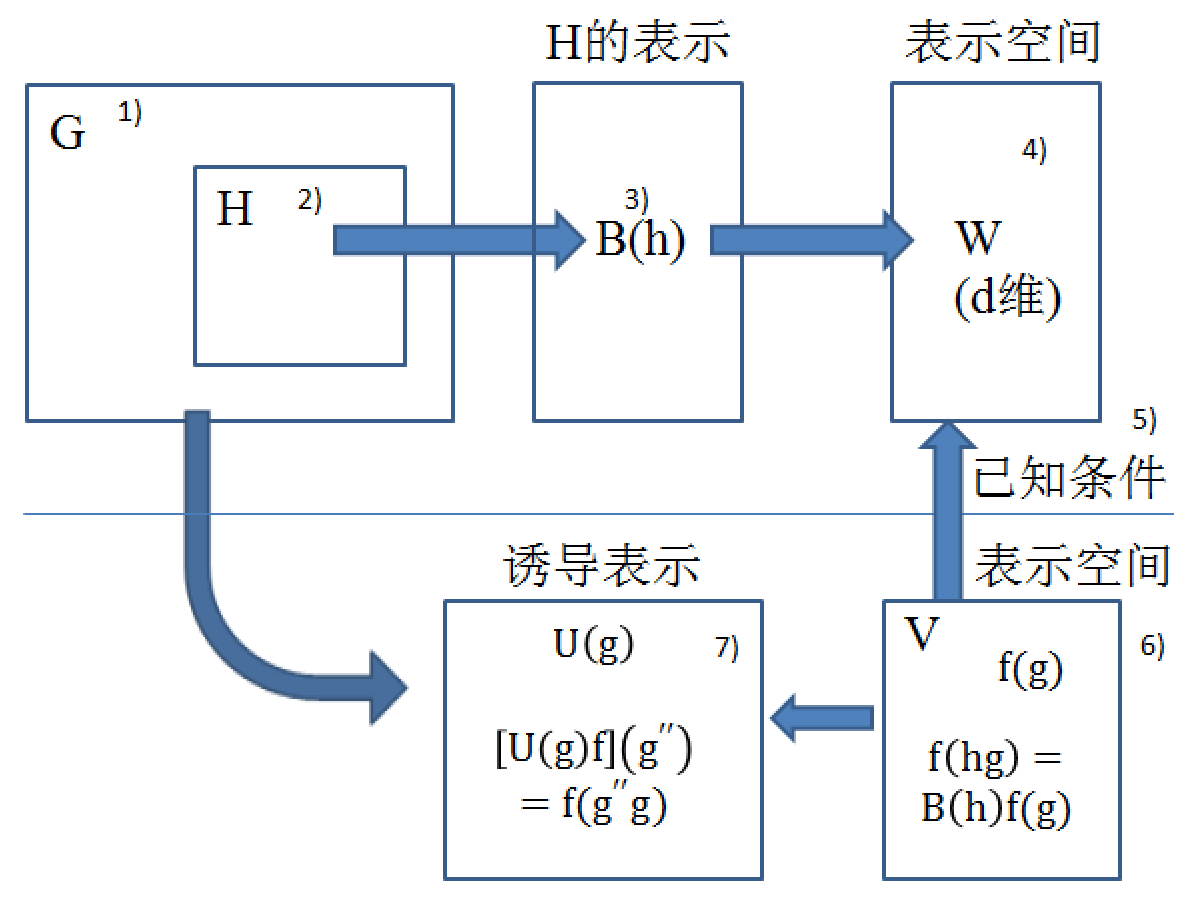 H的表示
表示空间
G 1)
H 2)
3)
B(h)
4)
W
(d维)
5)
已知条件
诱导表示
表示空间
U(g) 7)
[U(g)f](g″)
= f(g″g)
V
f(g)
6)
f(hg) =
B(h)f(g)